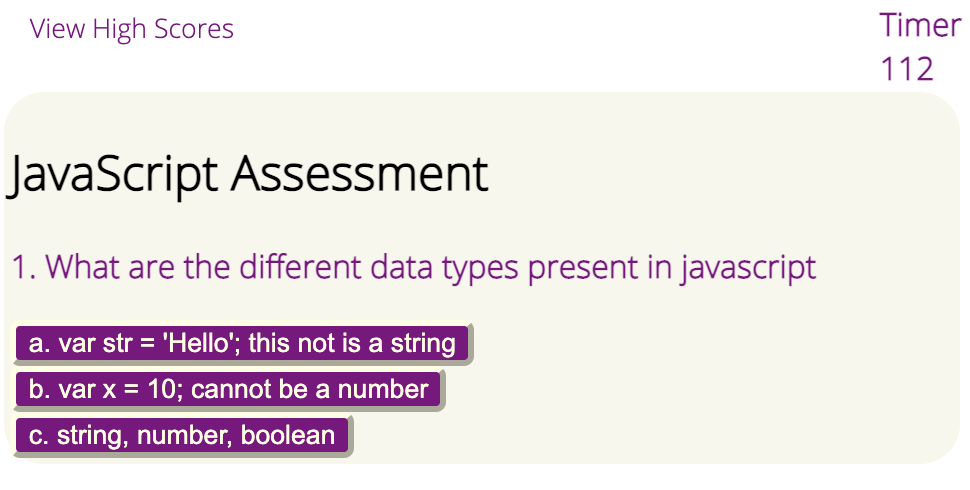 View High Scores
Timer
112
JavaScript Assessment
1. What are the different data types present in javascript
a. var str = 'Hello'; this not is a string
b. var x = 10; cannot be a number
c. string, number, boolean